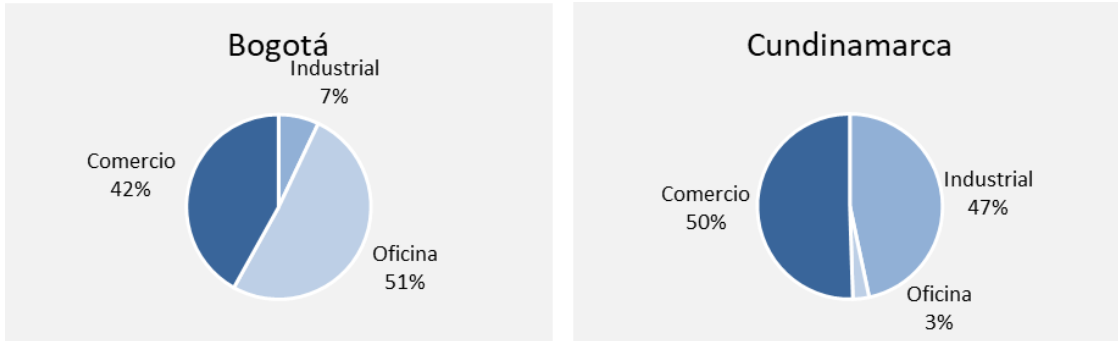 Bogotá
Industrial
7%
Comercio
42%
Oficina
51%
Cundinamarca
Comercio
50%
Industrial
47%
Oficina
3%